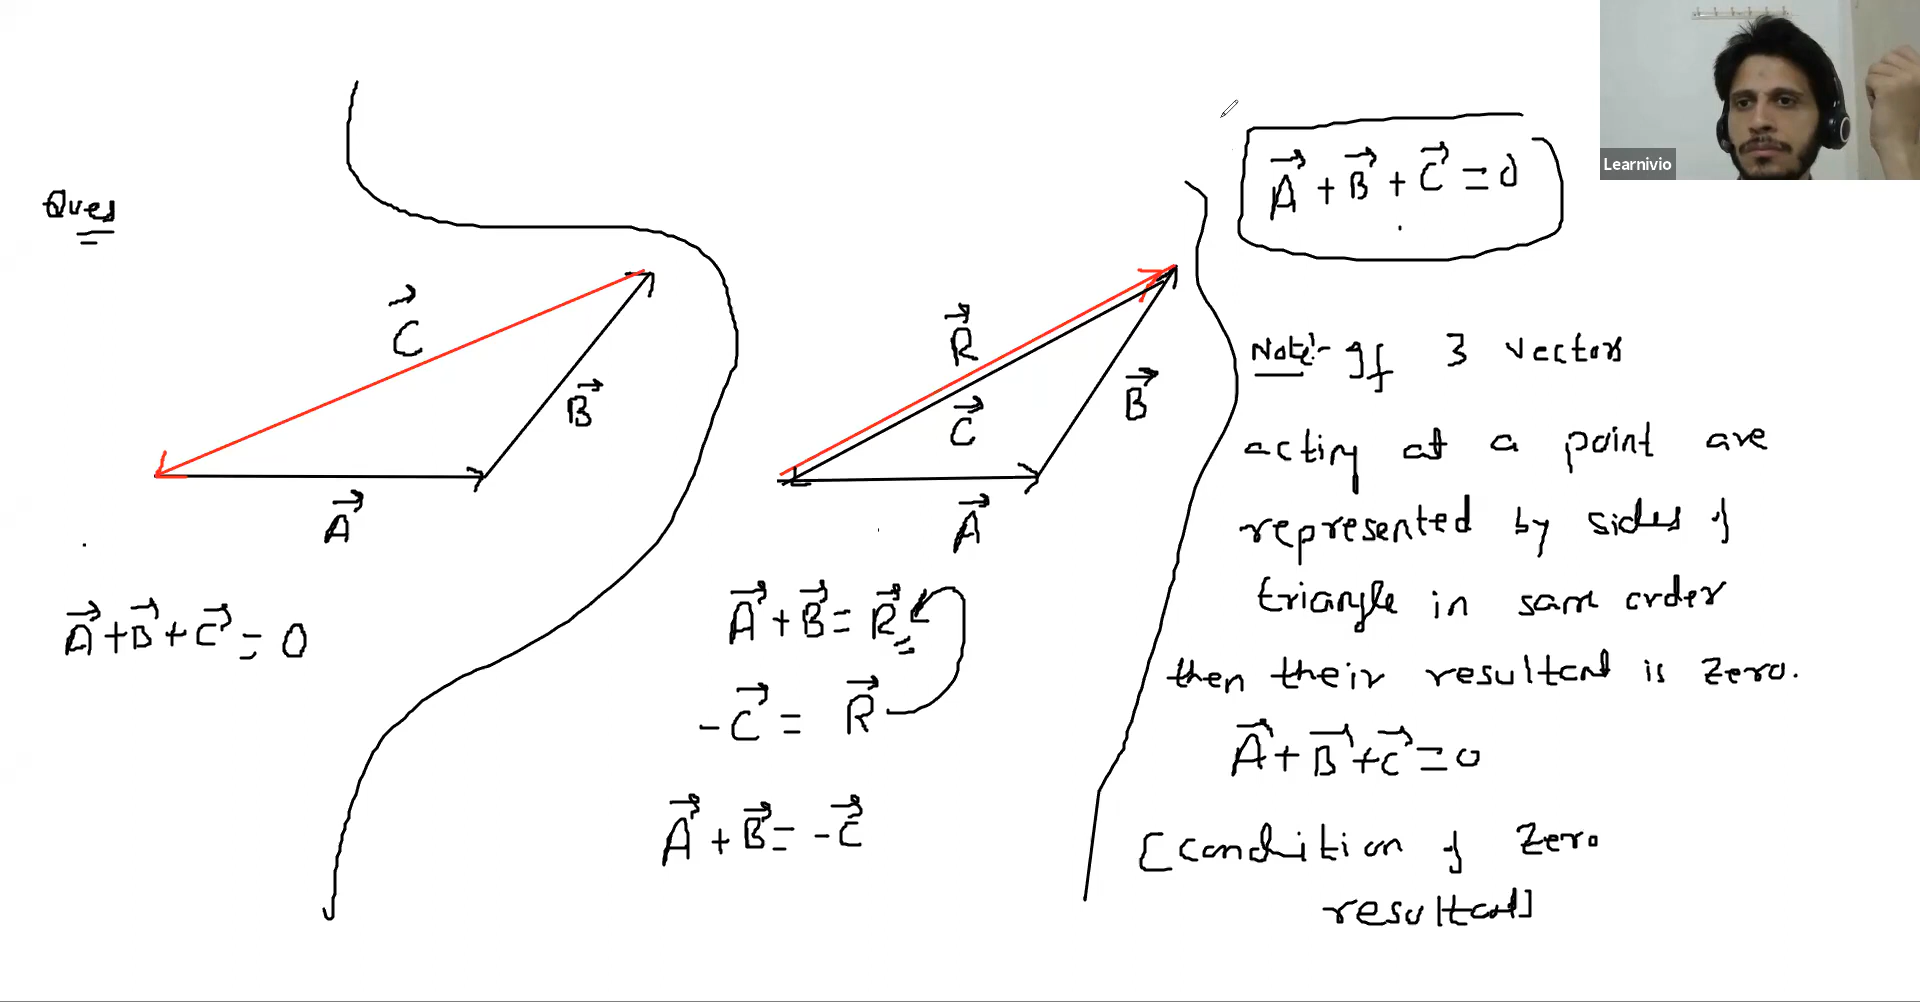 Ques
C⃗
B⃗
A⃗
A⃗ + B⃗ + C⃗ = 0
R⃗
C⃗
B⃗
A⃗
A⃗ + B⃗ = R⃗
-C⃗ = R⃗
A⃗ + B⃗ = -C⃗
A⃗ + B⃗ + C⃗ = 0
Note:- If 3 vectors
acting at a point are
represented by sides of
triangle in same order
then their resultant is zero.
A⃗ + B⃗ + C⃗ = 0
[condition of zero
resultant]
Learnivio